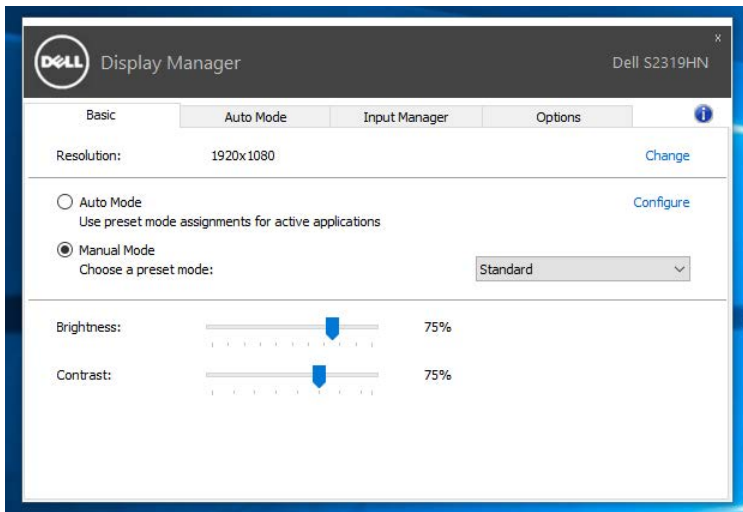 DELL Display Manager
x
Dell S2319HN
Basic Auto Mode Input Manager Options i
Resolution: 1920x1080 Change
Auto Mode Configure
Use preset mode assignments for active applications
Manual Mode
Choose a preset mode: Standard
Brightness: 75%
Contrast: 75%